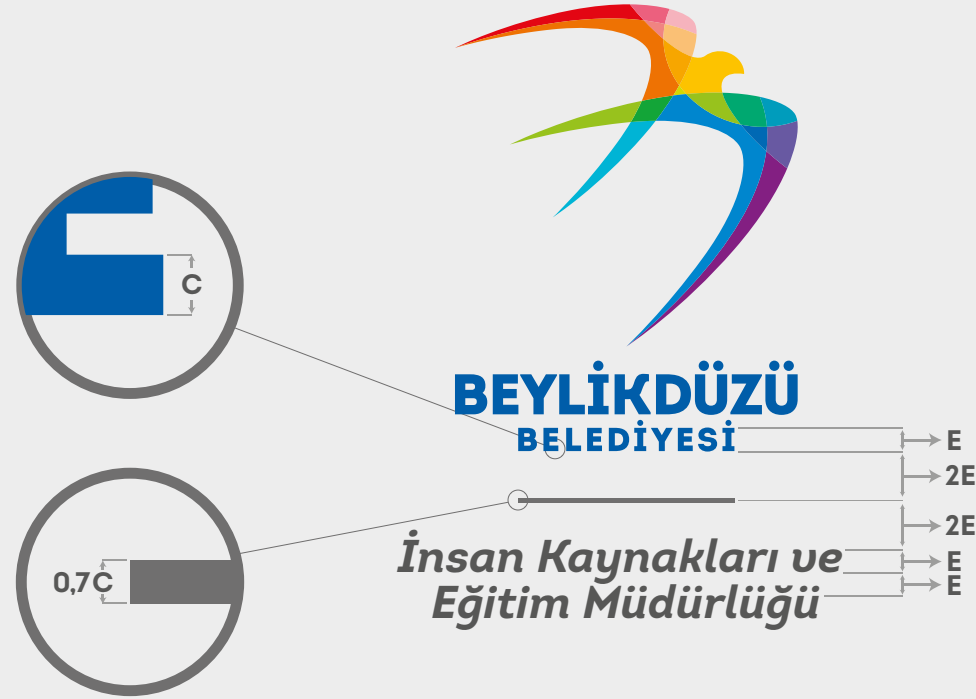 C
BEYLİKDÜZÜ
BELEDİYESİ
E
2E
2E
İnsan Kaynakları ve
E
0,7C
E
Eğitim Müdürlüğü